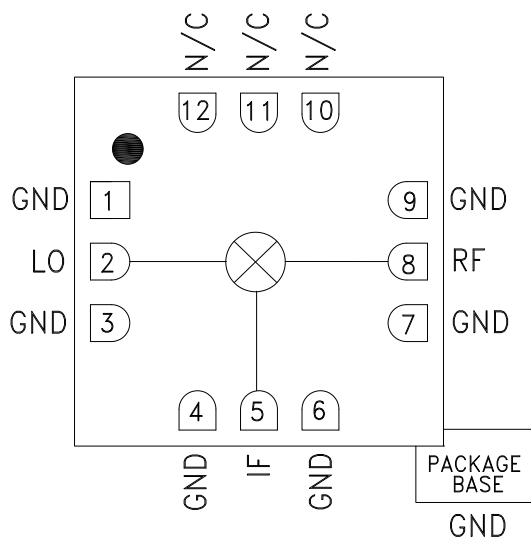 N/C N/C N/C
12 11 10
GND 1 9 GND
LO 2 8 RF
GND 3 7 GND
4 5 6
GND IF GND
PACKAGE
BASE
GND